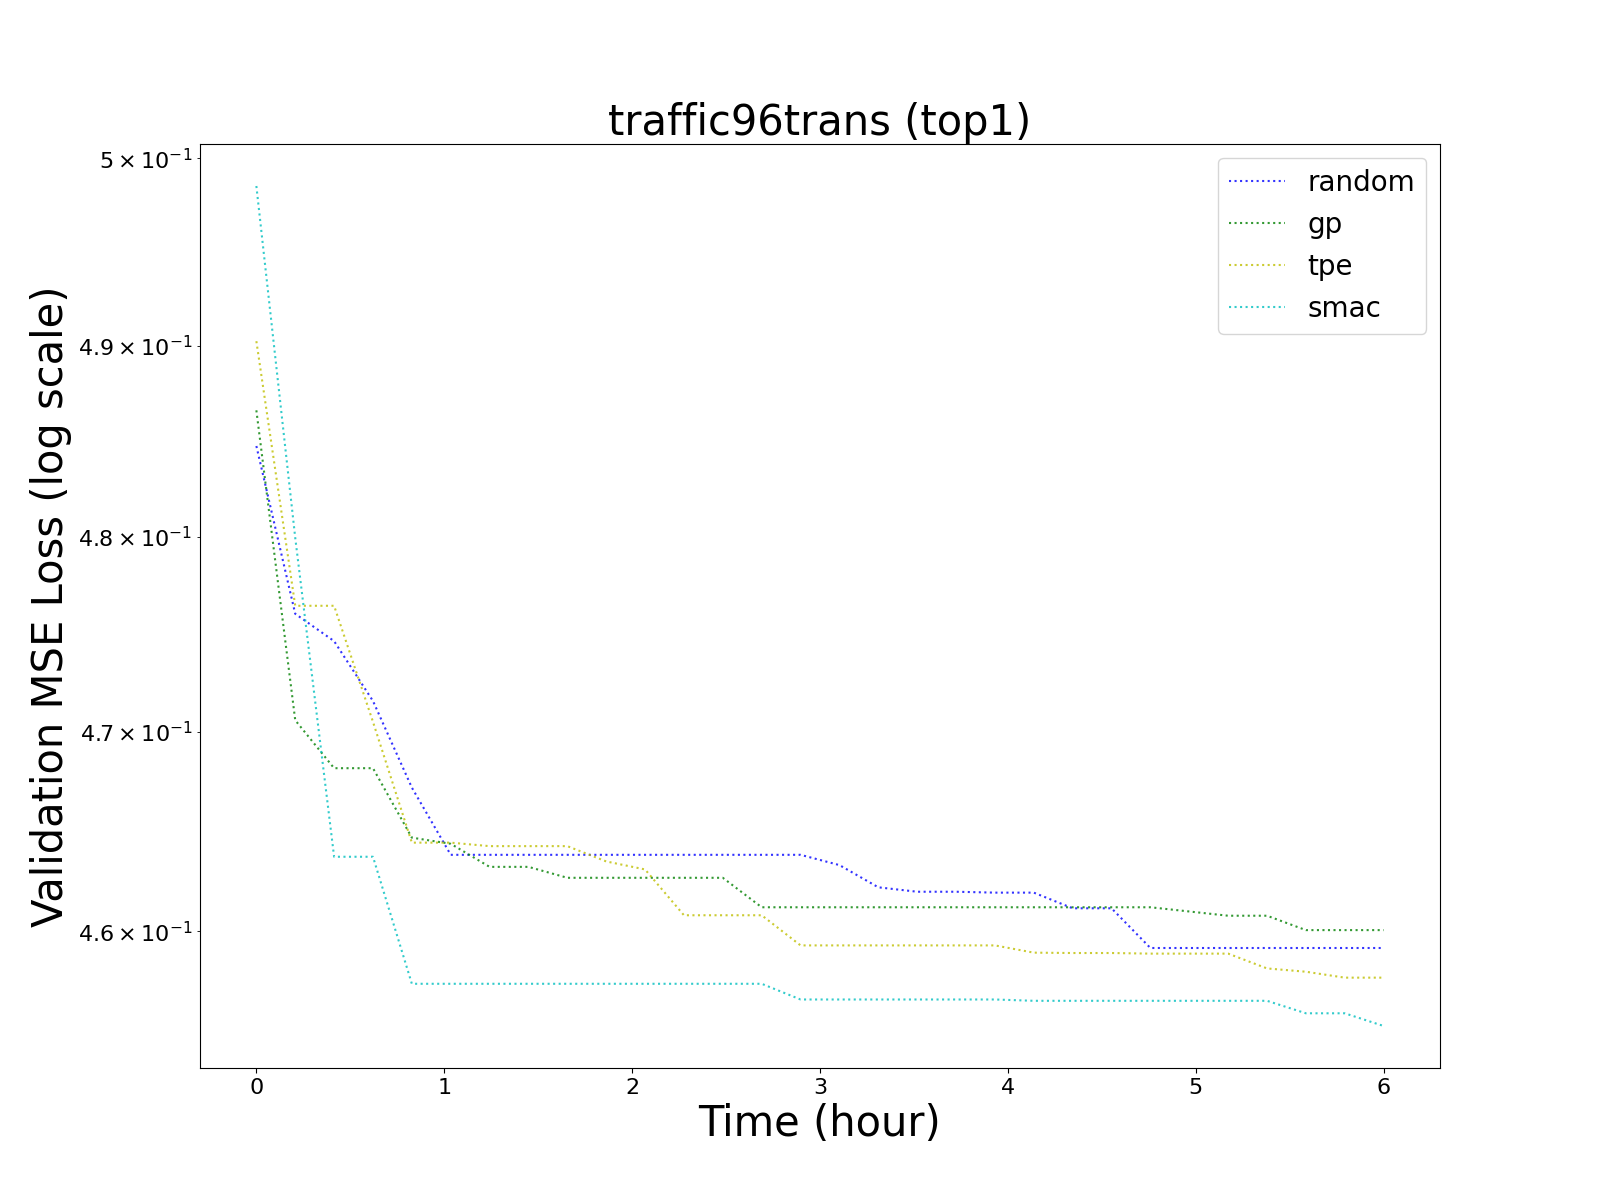 traffic96trans (top1)
5 × 10⁻¹
4.9 × 10⁻¹
4.8 × 10⁻¹
4.7 × 10⁻¹
4.6 × 10⁻¹
Validation MSE Loss (log scale)
random
gp
tpe
smac
0 1 2 3 4 5 6
Time (hour)